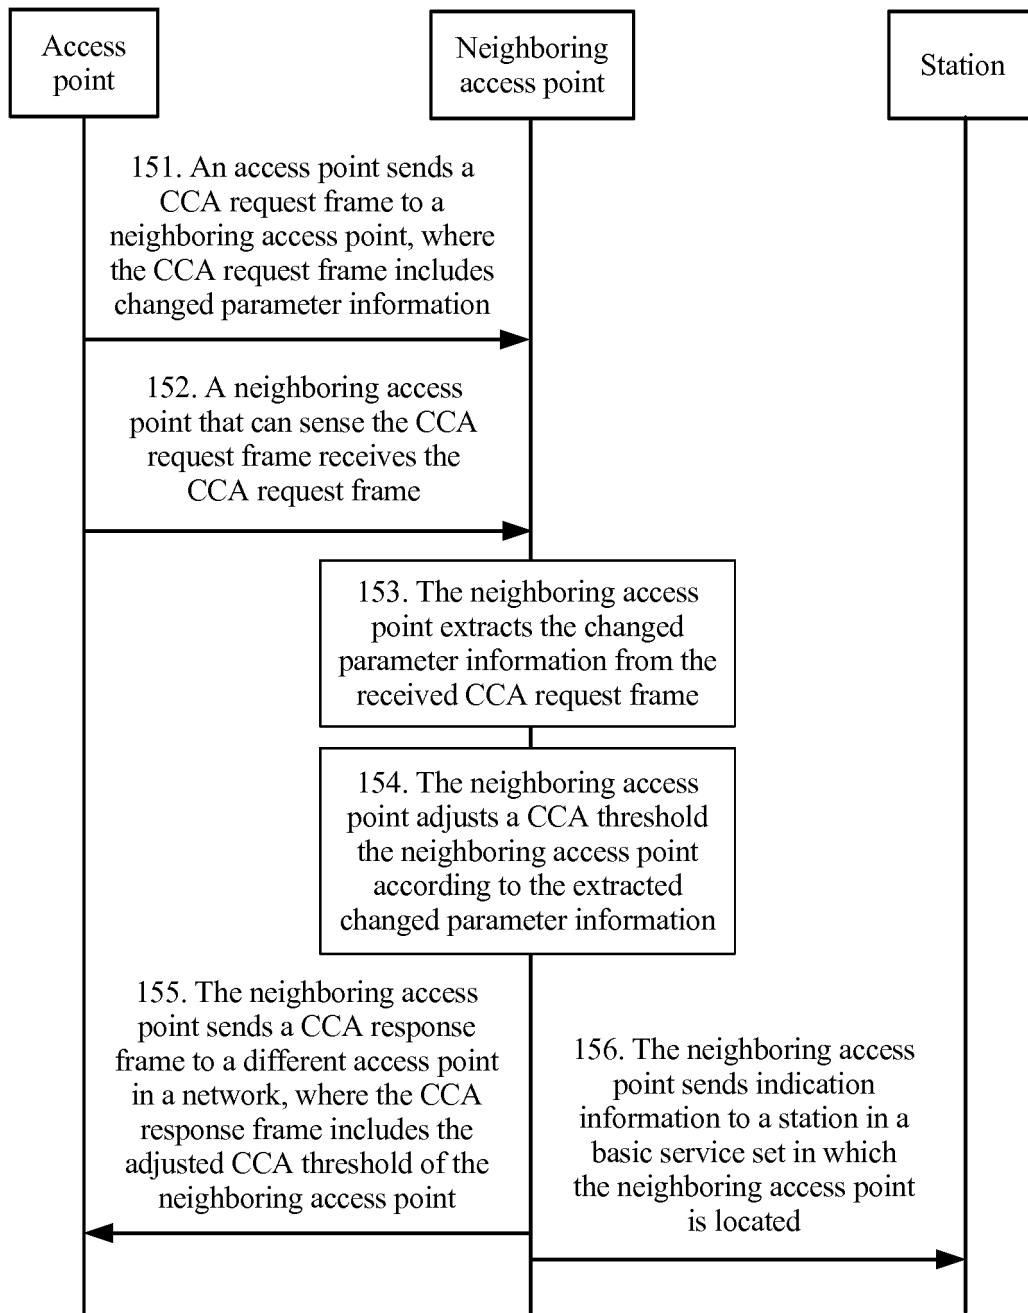 Access
point
Neighboring
access point
Station
151. An access point sends a
CCA request frame to a
neighboring access point, where
the CCA request frame includes
changed parameter information
152. A neighboring access
point that can sense the CCA
request frame receives the
CCA request frame
153. The neighboring access
point extracts the changed
parameter information from the
received CCA request frame
154. The neighboring access
point adjusts a CCA threshold
the neighboring access point
according to the extracted
changed parameter information
155. The neighboring access
point sends a CCA response
frame to a different access point
in a network, where the CCA
response frame includes the
adjusted CCA threshold of the
neighboring access point
156. The neighboring access
point sends indication
information to a station in a
basic service set in which
the neighboring access point
is located